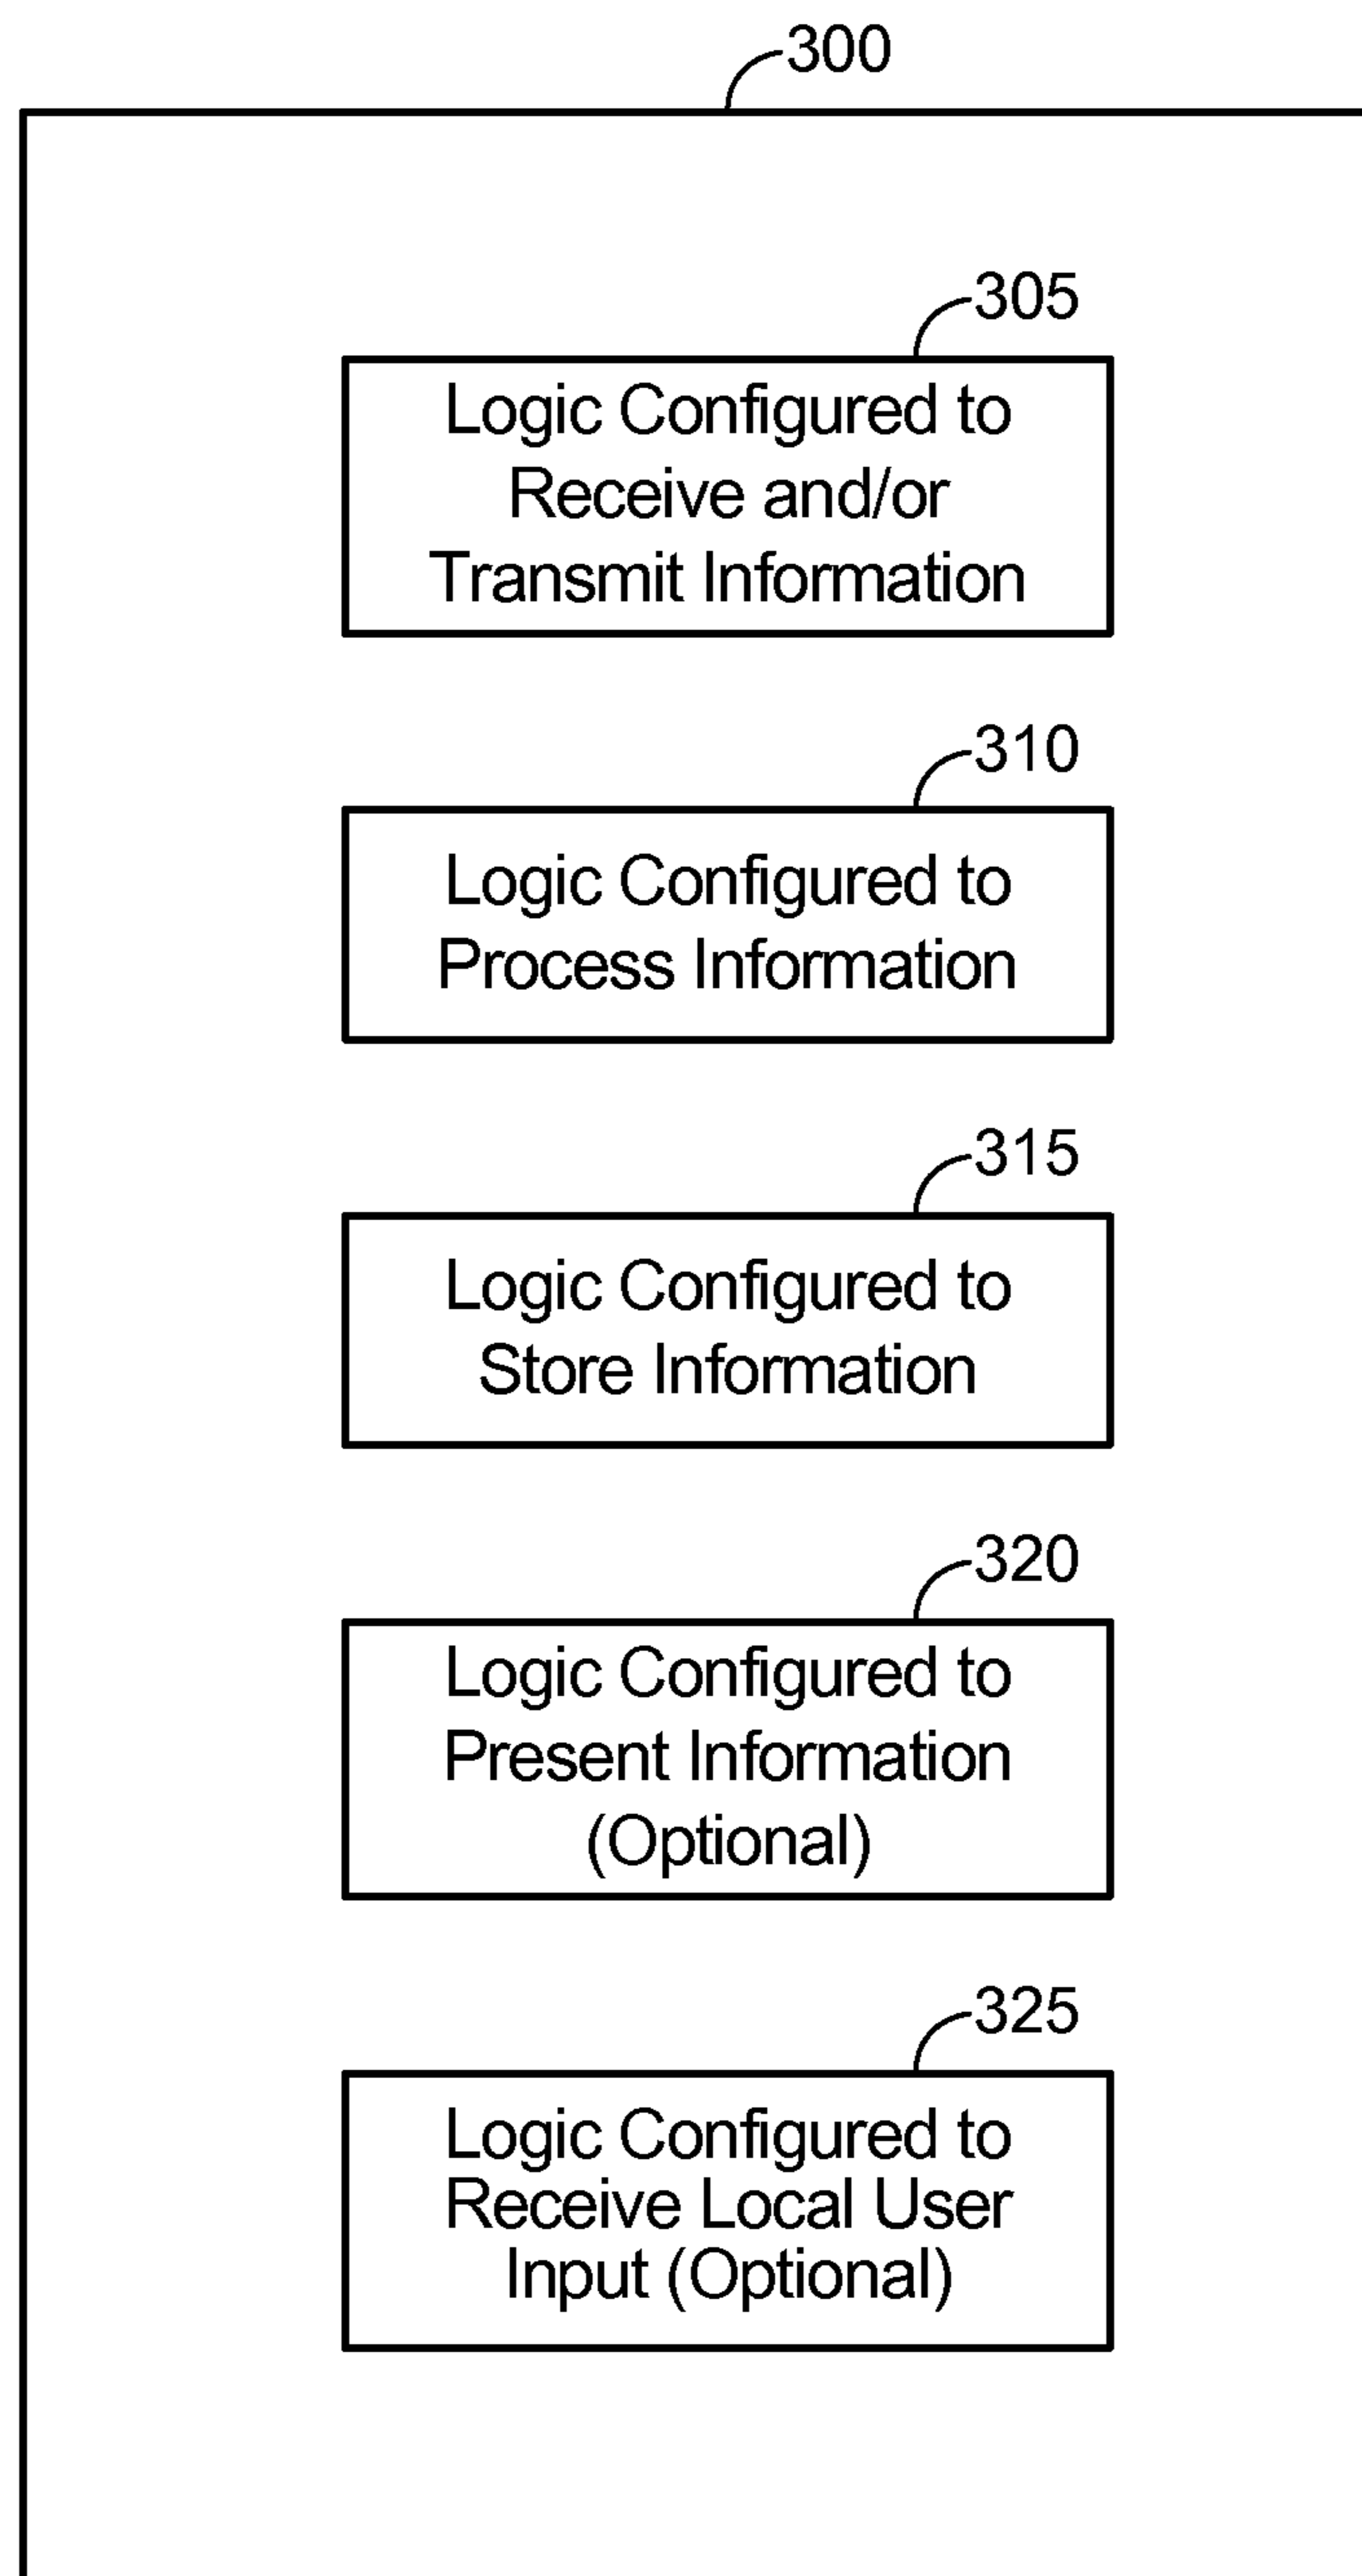 300
305
Logic Configured to
Receive and/or
Transmit Information
310
Logic Configured to
Process Information
315
Logic Configured to
Store Information
320
Logic Configured to
Present Information
(Optional)
325
Logic Configured to
Receive Local User
Input (Optional)